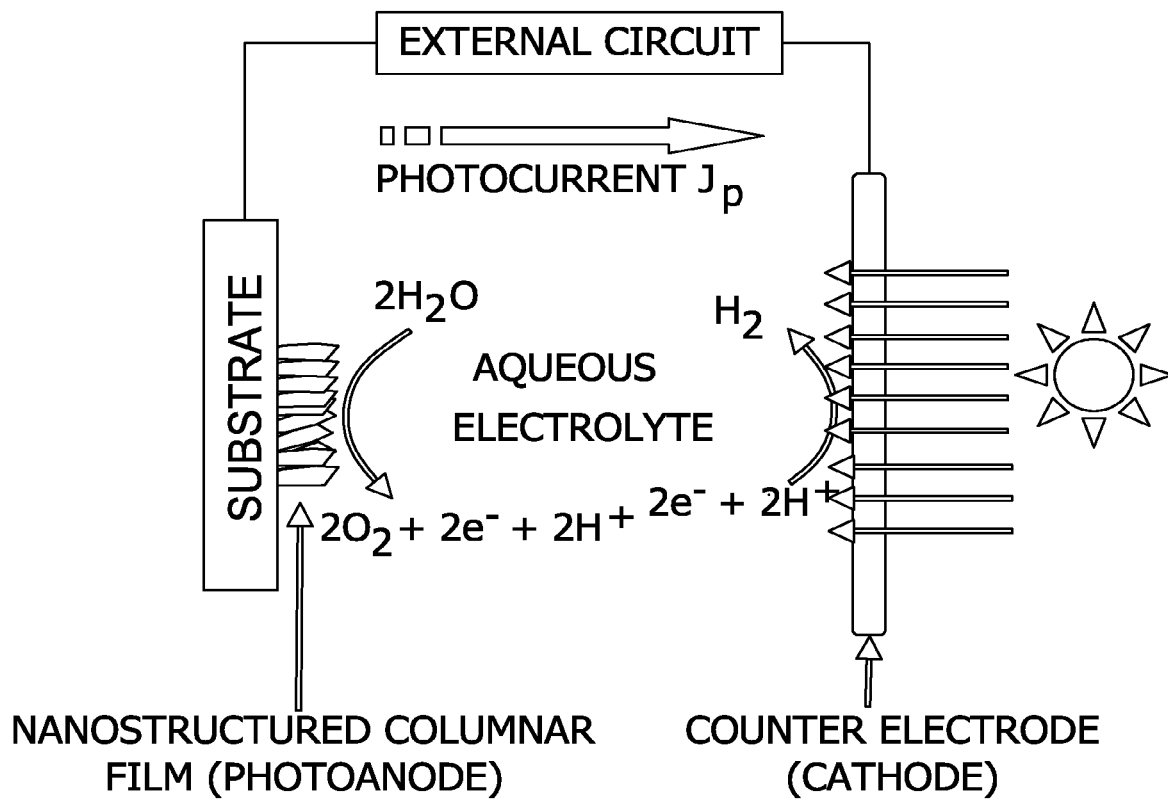 EXTERNAL CIRCUIT
PHOTOCURRENT Jp
SUBSTRATE
2H₂O
H₂
AQUEOUS
ELECTROLYTE
2O₂ + 2e⁻ + 2H⁺
2e⁻ + 2H⁺
NANOSTRUCTURED COLUMNAR
FILM (PHOTOANODE)
COUNTER ELECTRODE
(CATHODE)